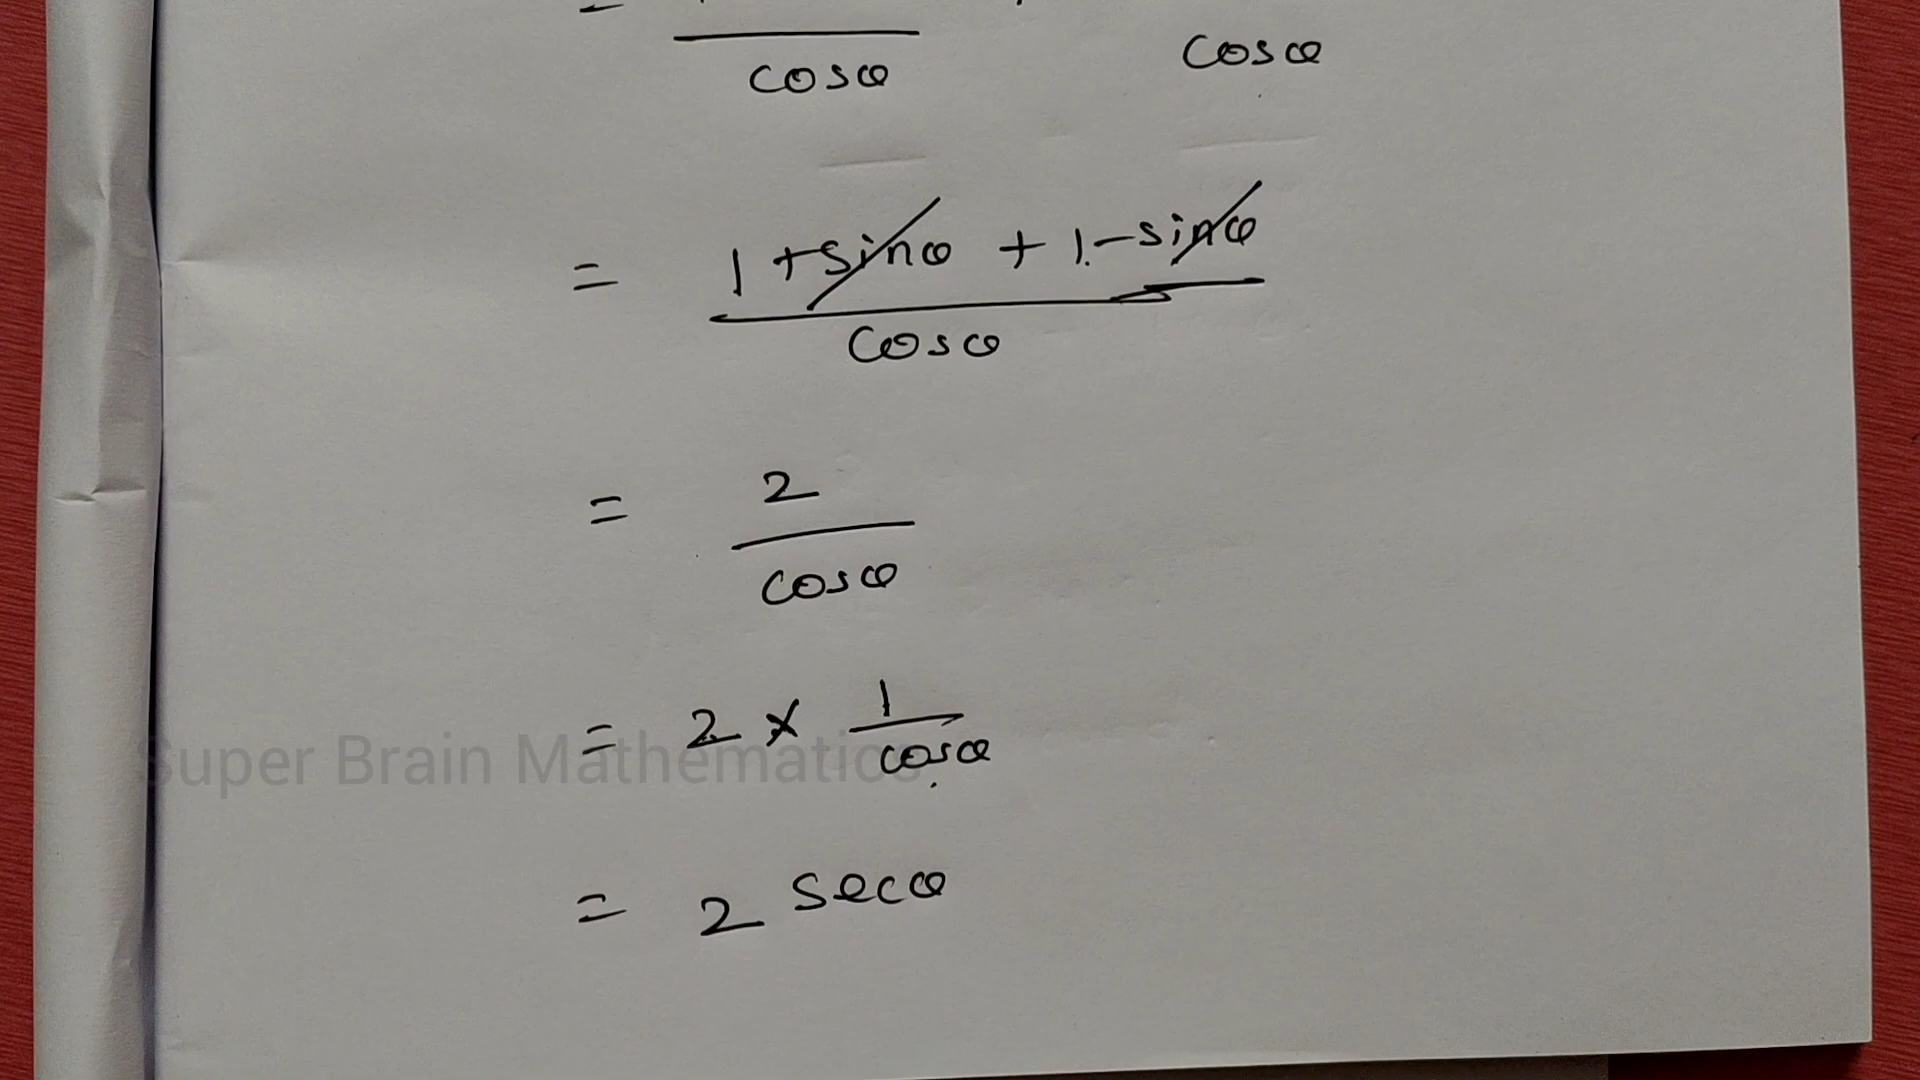 cosθ cosθ
= 1 + sinθ + 1 - sinθ
cosθ
= 2
cosθ
= 2 × 1
cosθ
Super Brain Mathematics
= 2 secθ